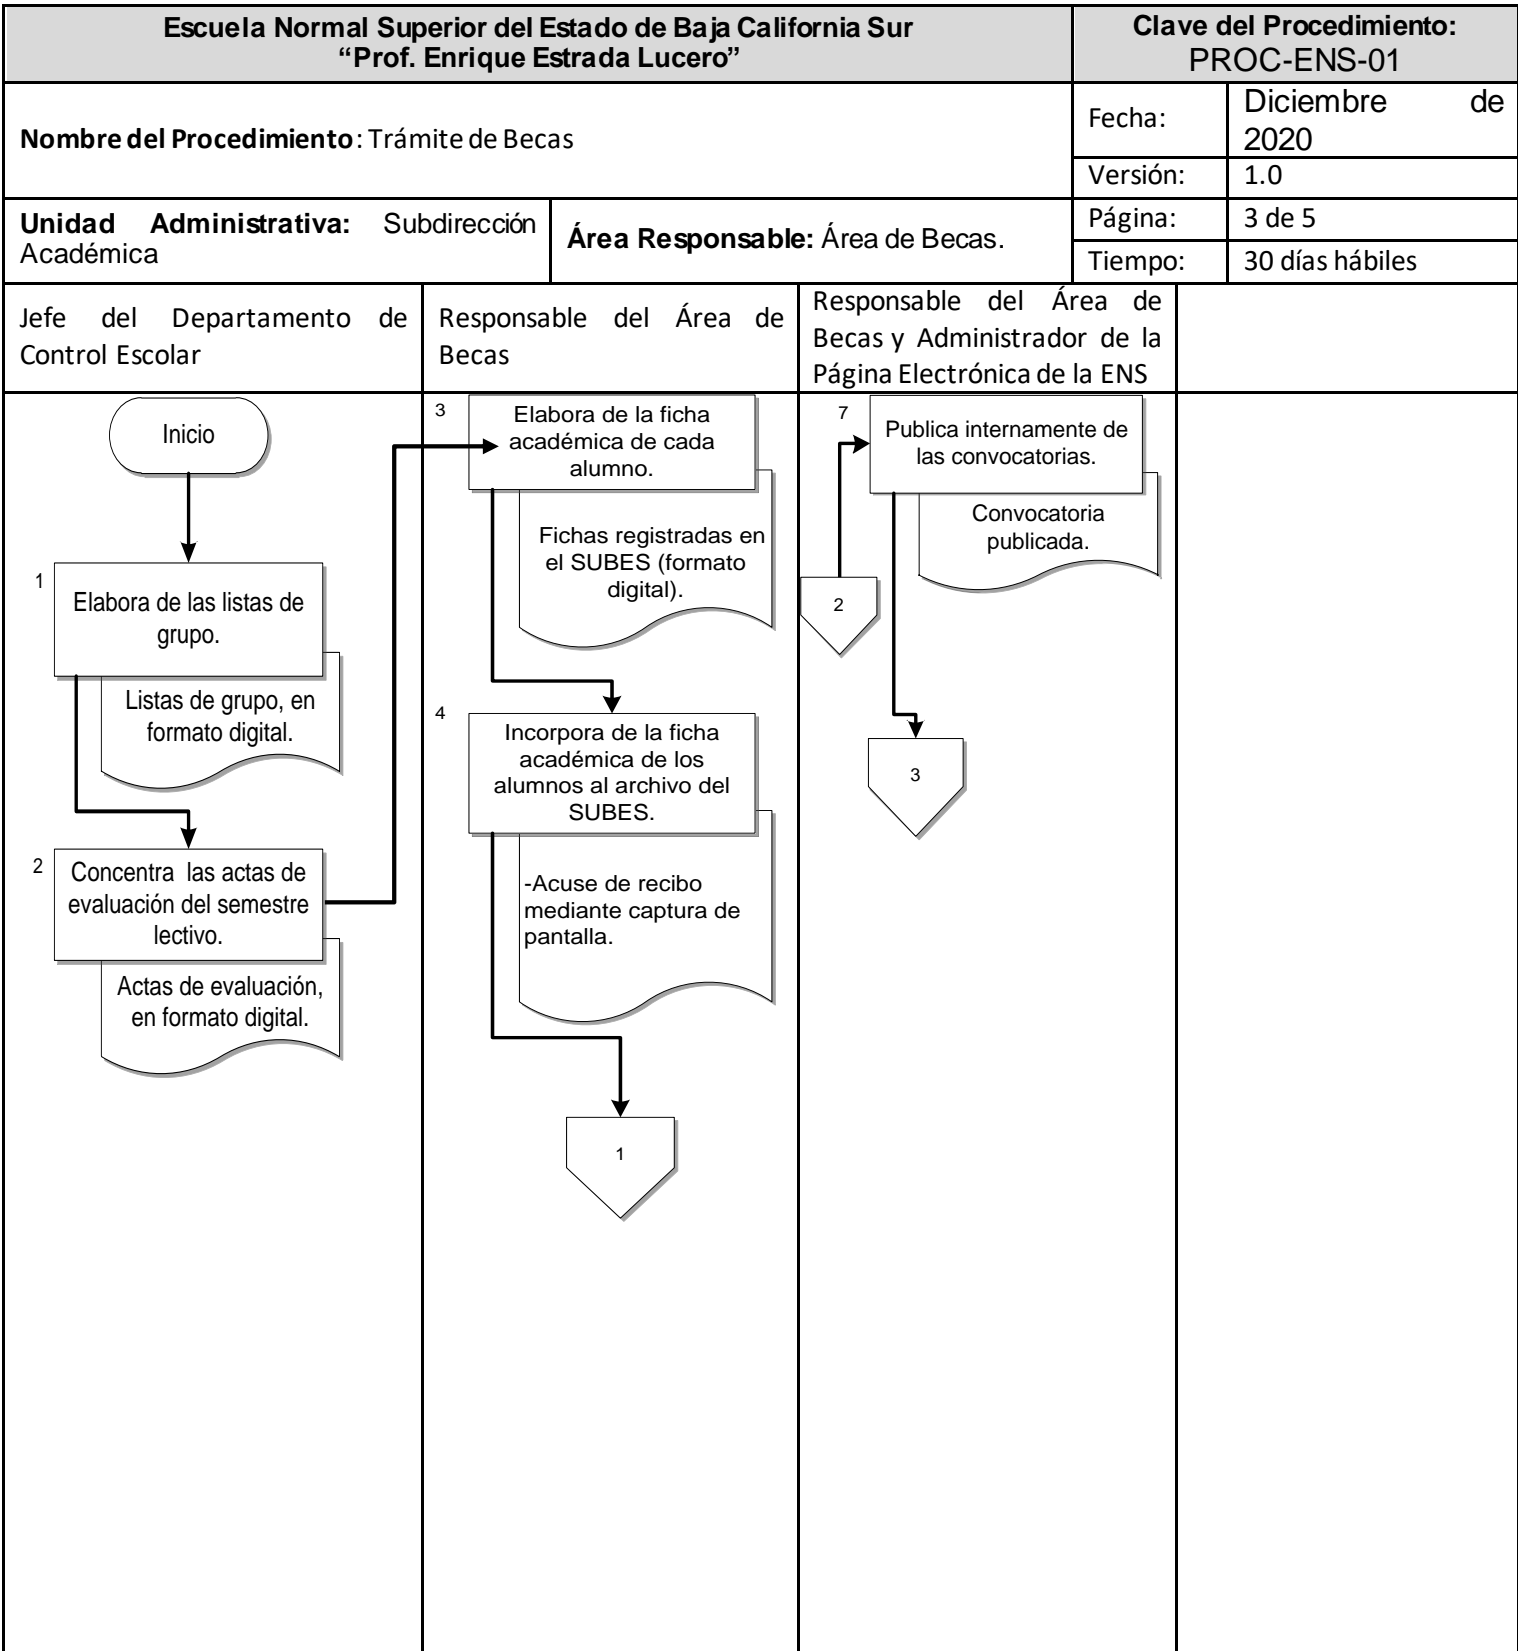 Escuela Normal Superior del Estado de Baja California Sur
“Prof. Enrique Estrada Lucero”
Clave del Procedimiento:
PROC-ENS-01
Nombre del Procedimiento: Trámite de Becas
Fecha:
Diciembre de
2020
Versión:
1.0
Unidad Administrativa: Subdirección
Académica
Área Responsable: Área de Becas.
Página:
3 de 5
Tiempo:
30 días hábiles
Jefe del Departamento de
Control Escolar
Responsable del Área de
Becas
Responsable del Área de
Becas y Administrador de la
Página Electrónica de la ENS
Inicio
1
Elabora de las listas de
grupo.
Listas de grupo, en
formato digital.
2
Concentra las actas de
evaluación del semestre
lectivo.
Actas de evaluación,
en formato digital.
3
Elabora de la ficha
académica de cada
alumno.
Fichas registradas en
el SUBES (formato
digital).
4
Incorpora de la ficha
académica de los
alumnos al archivo del
SUBES.
-Acuse de recibo
mediante captura de
pantalla.
1
7
Publica internamente de
las convocatorias.
Convocatoria
publicada.
2
3